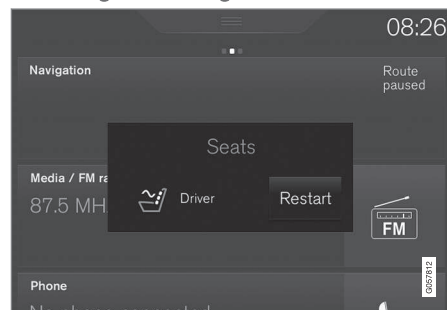 08:26
Navigation
Route
paused
Seats
Media / FM ra
87.5 MH
Driver
Restart
FM
Phone
G057812